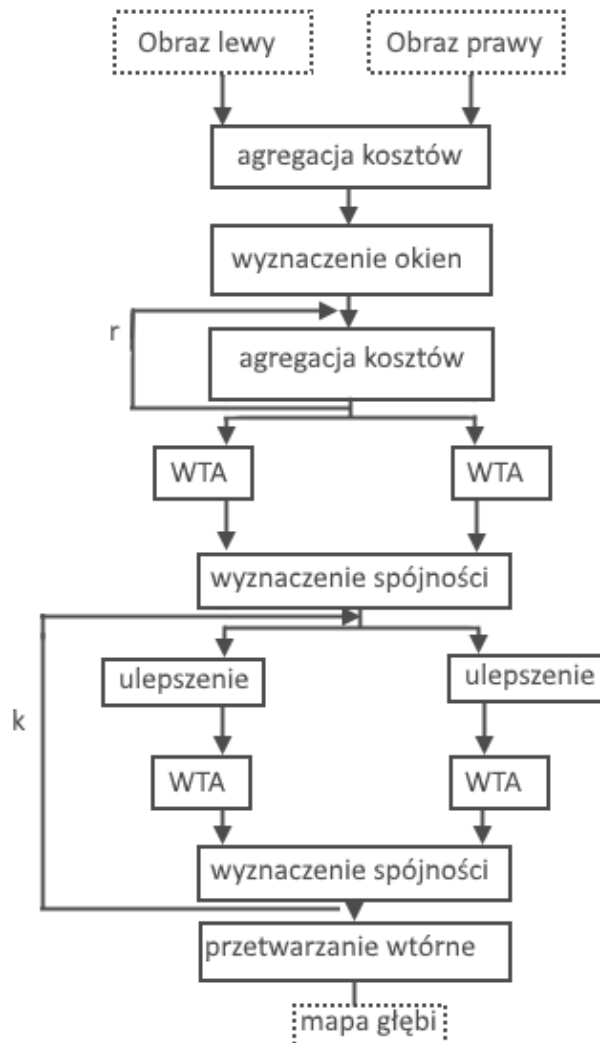 Obraz lewy
Obraz prawy
agregacja kosztów
wyznaczenie okien
r
agregacja kosztów
WTA
WTA
wyznaczenie spójności
ulepszenie
ulepszenie
k
WTA
WTA
wyznaczenie spójności
przetwarzanie wtórne
mapa głębi